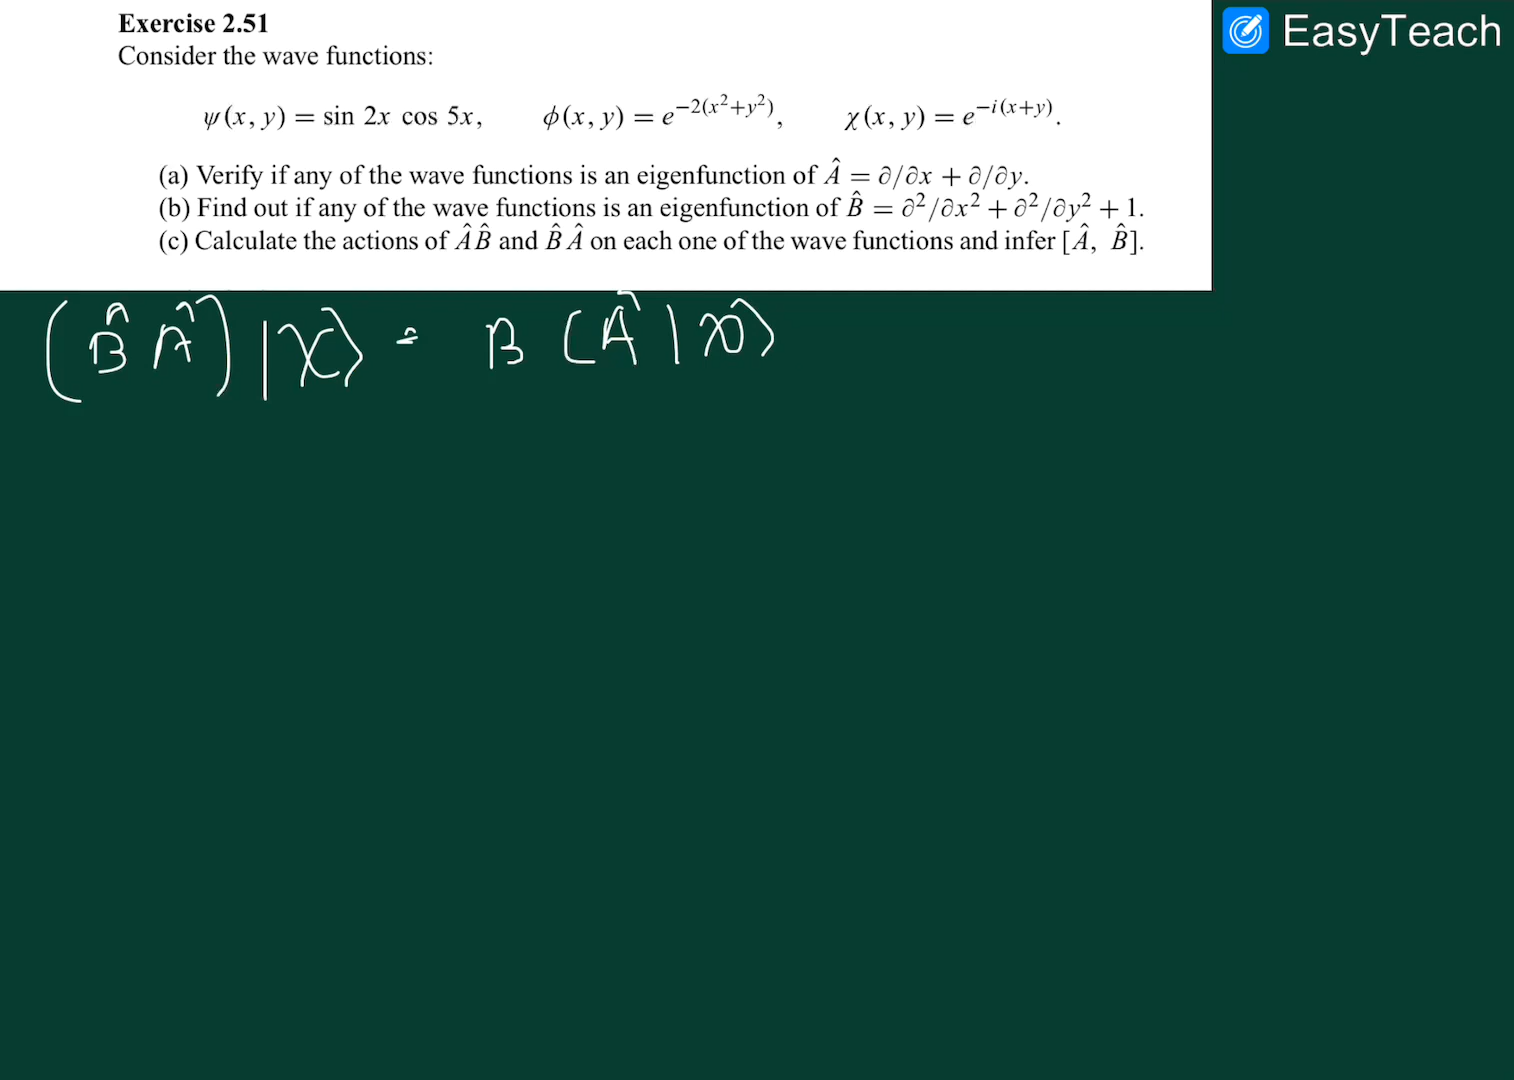 Exercise 2.51
EasyTeach
Consider the wave functions:
ψ(x, y) = sin 2x cos 5x, ϕ(x, y) = e^{−2(x²+y²)}, χ(x, y) = e^{−i(x+y)}.
(a) Verify if any of the wave functions is an eigenfunction of Â = ∂/∂x + ∂/∂y.
(b) Find out if any of the wave functions is an eigenfunction of B̂ = ∂²/∂x² + ∂²/∂y² + 1.
(c) Calculate the actions of ÂB̂ and B̂Â on each one of the wave functions and infer [Â, B̂].
(B̂ Â) |χ⟩ = B (Â |χ⟩